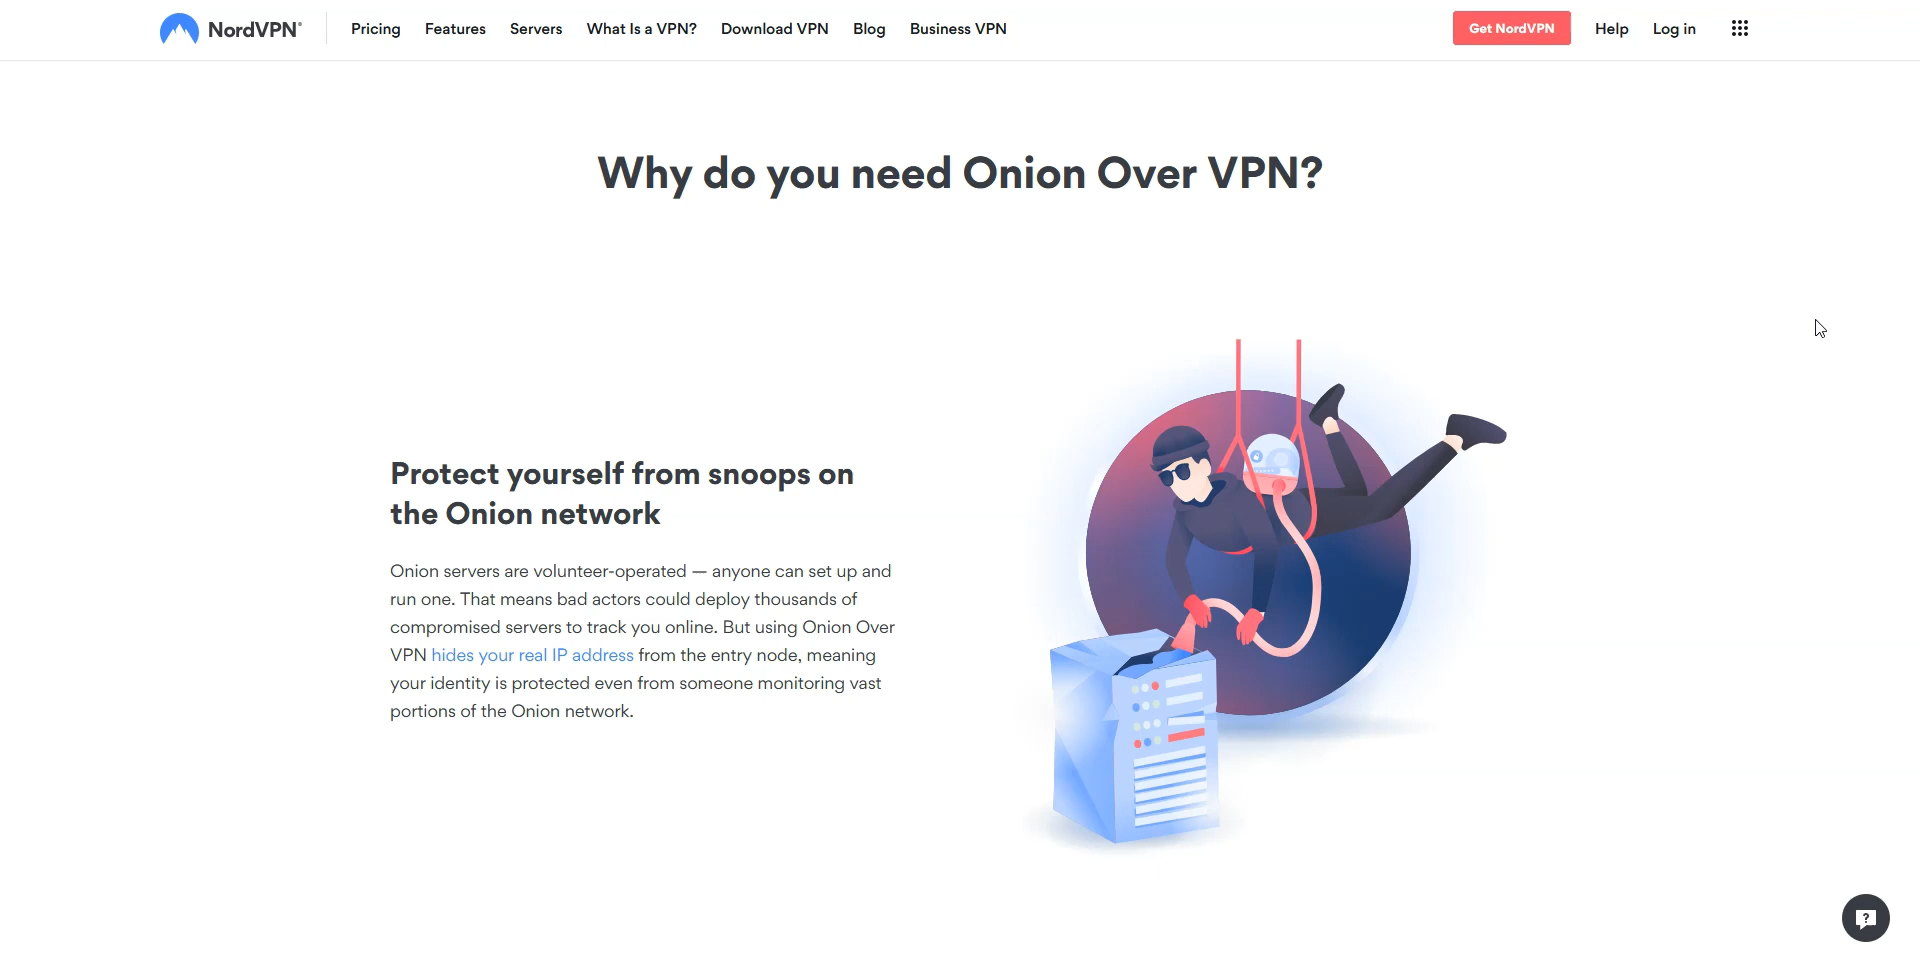 NordVPN®
Pricing
Features
Servers
What Is a VPN?
Download VPN
Blog
Business VPN
Get NordVPN
Help
Log in
Why do you need Onion Over VPN?
Protect yourself from snoops on
the Onion network
Onion servers are volunteer-operated — anyone can set up and
run one. That means bad actors could deploy thousands of
compromised servers to track you online. But using Onion Over
VPN hides your real IP address from the entry node, meaning
your identity is protected even from someone monitoring vast
portions of the Onion network.
?